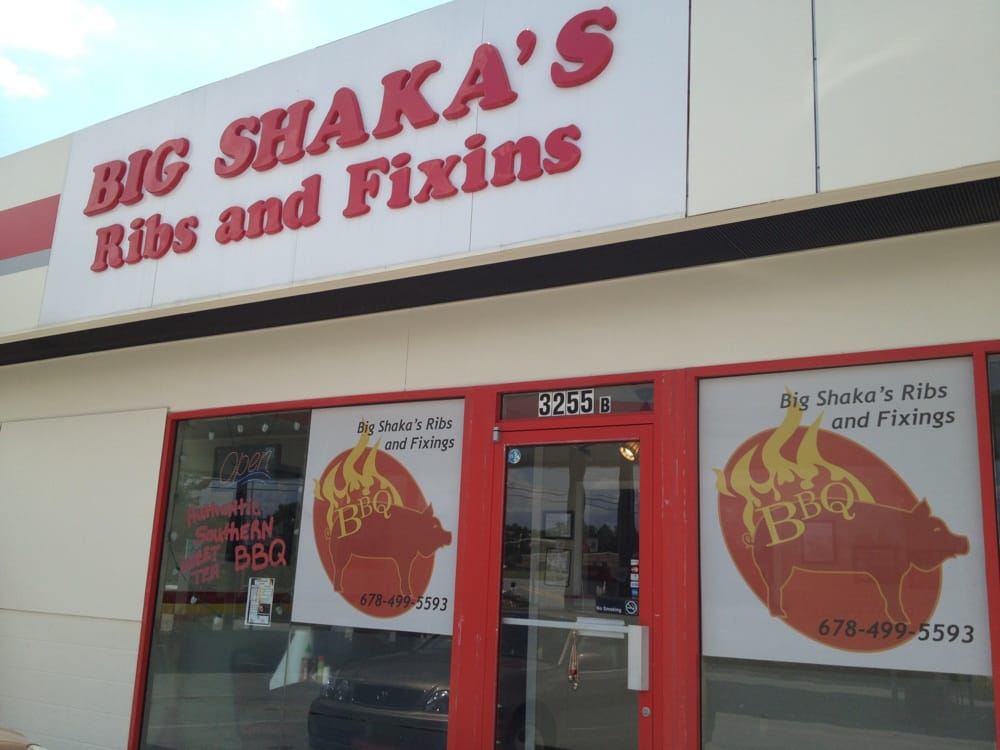 BIG SHAKA'S
Ribs and Fixins
3255 B
Big Shaka's Ribs
and Fixings
BBQ
678-499-5593
Open
Authentic
Southern
SWEET BBQ
TEA
No Smoking
Big Shaka's Ribs
and Fixings
BBQ
678-499-5593